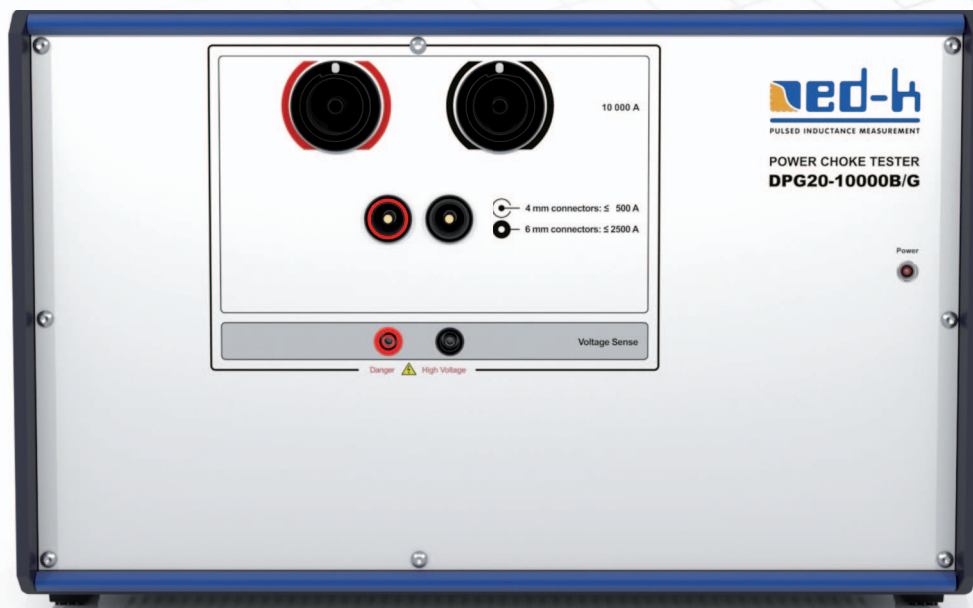 10 000 A
ed-k
PULSED INDUCTANCE MEASUREMENT
POWER CHOKE TESTER
DPG20-10000B/G
4 mm connectors: ≤ 500 A
6 mm connectors: ≤ 2500 A
Power
Voltage Sense
Danger High Voltage